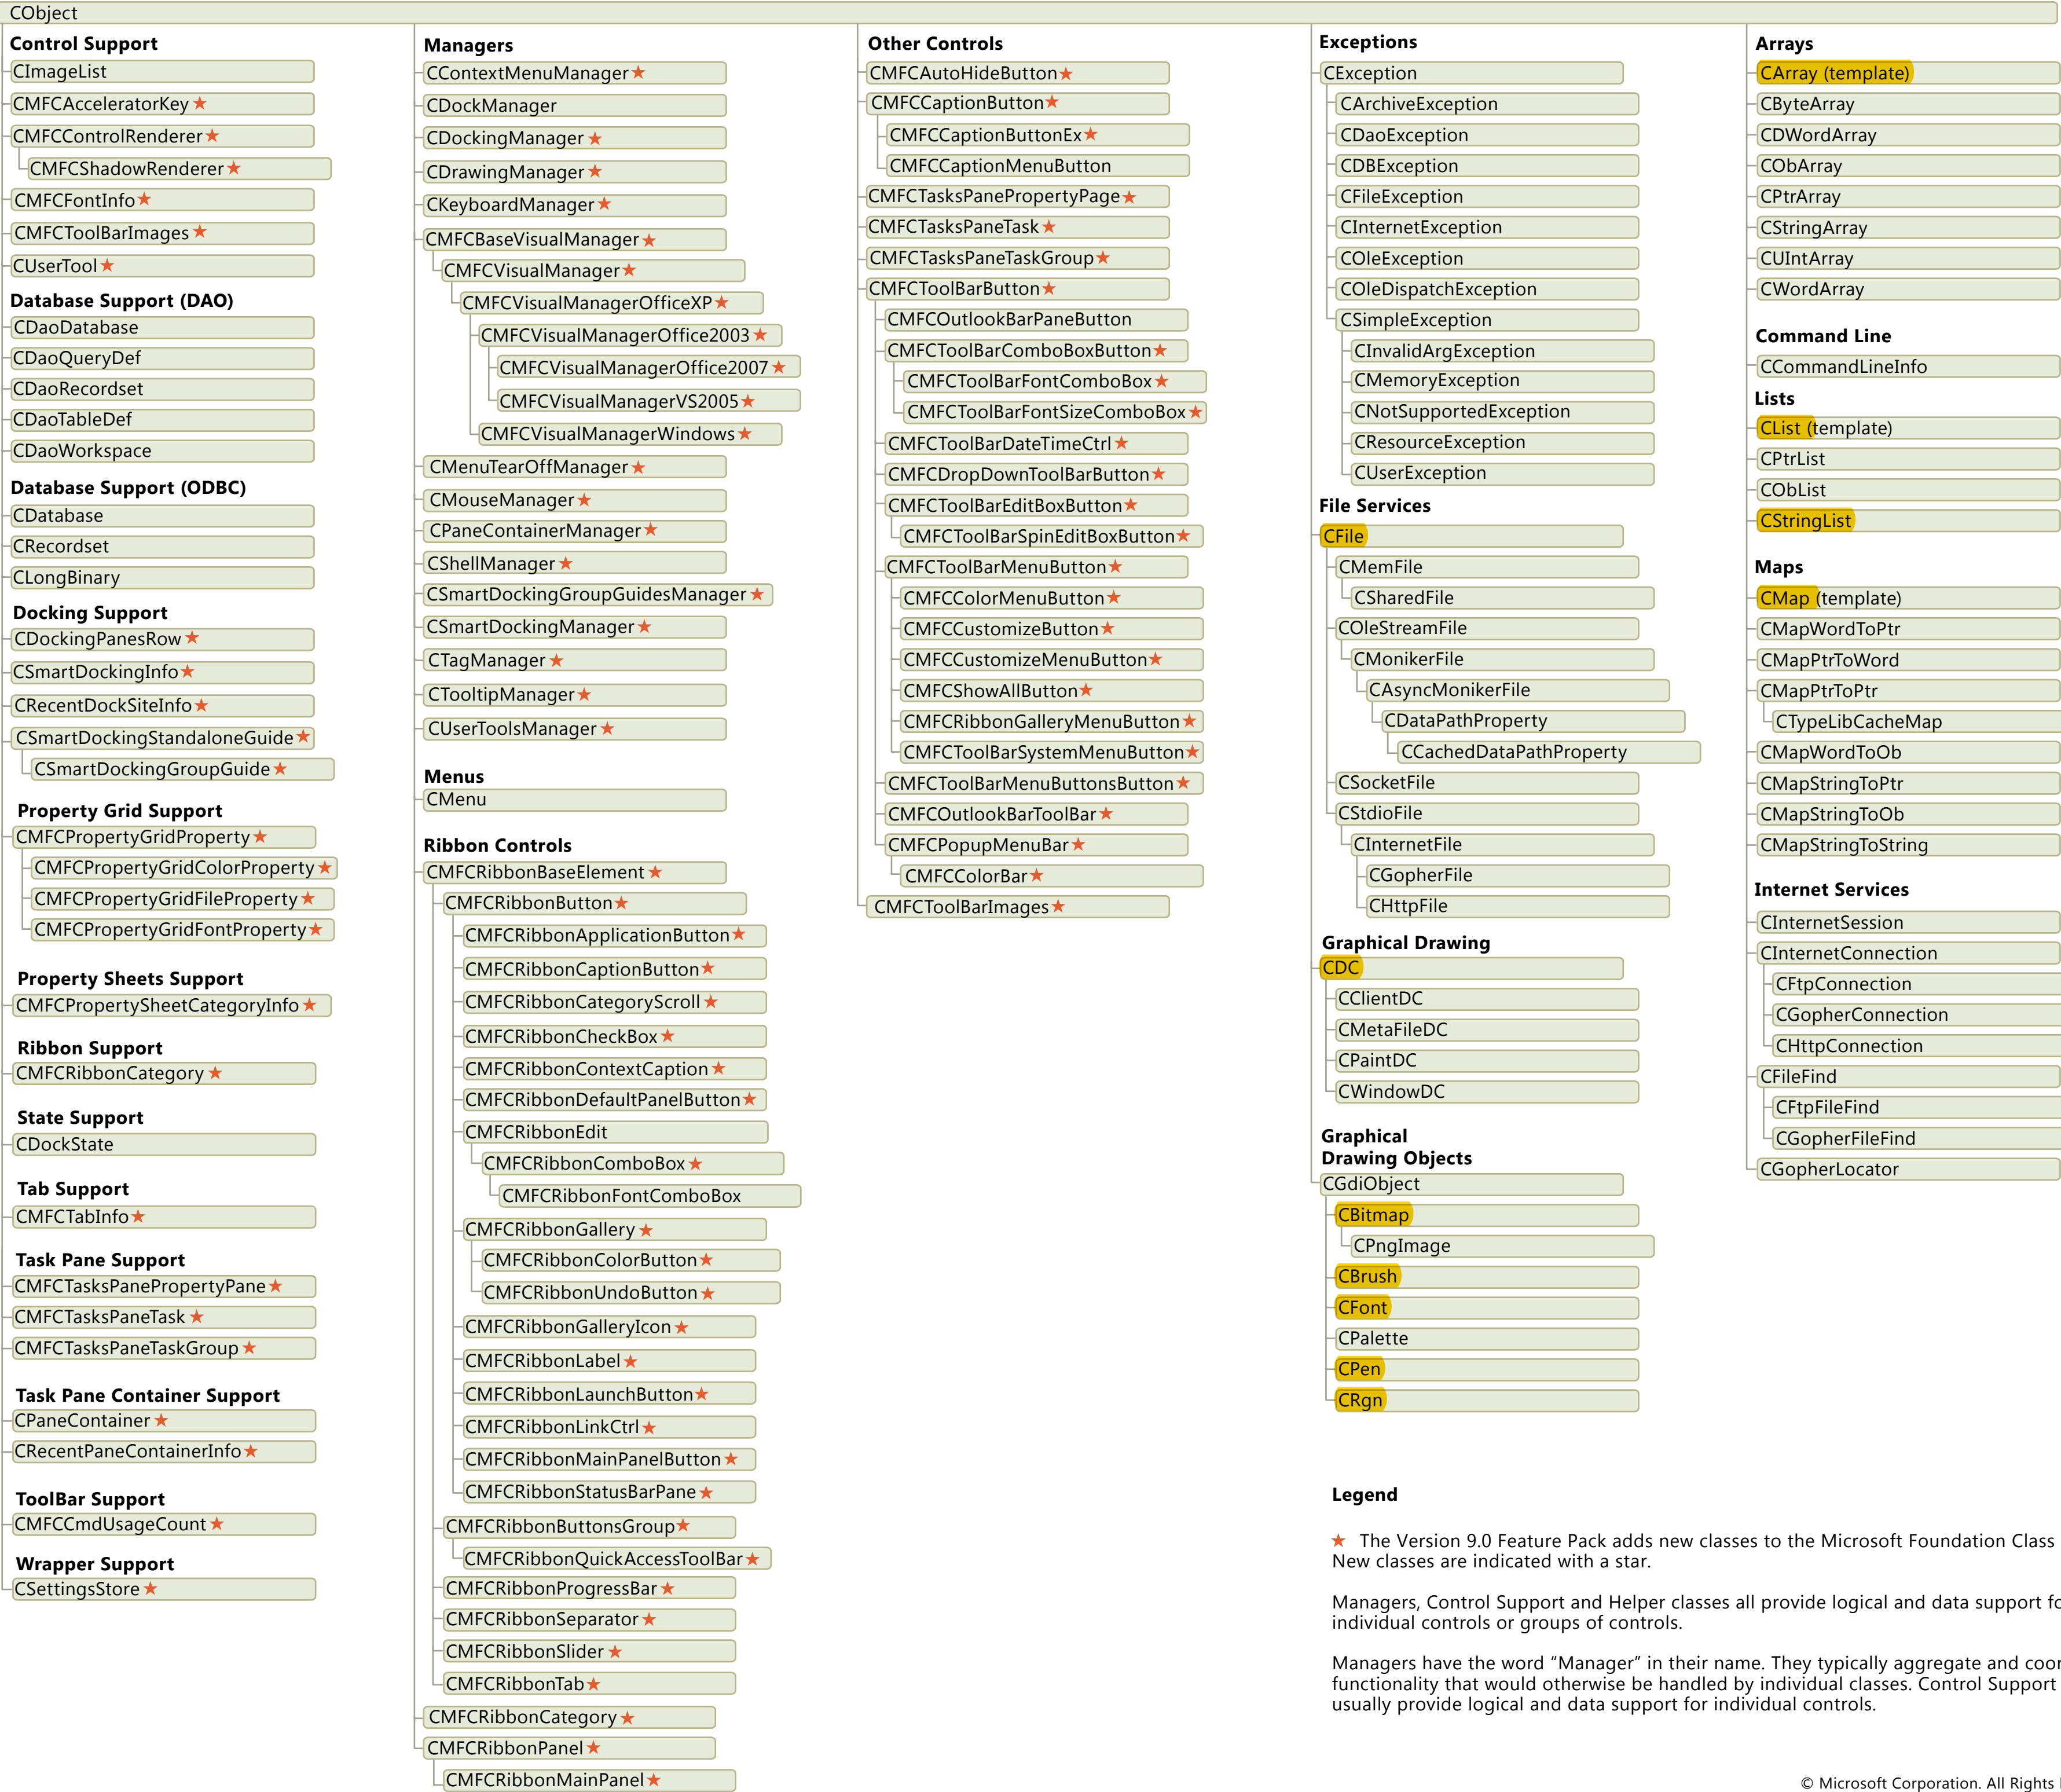 CObject
Control Support
CImageList
CMFCAcceleratorKey ★
CMFCControlRenderer ★
CMFCShadowRenderer ★
CMFCFontInfo ★
CMFCToolBarImages ★
CUserTool ★
Database Support (DAO)
CDaoDatabase
CDaoQueryDef
CDaoRecordset
CDaoTableDef
CDaoWorkspace
Database Support (ODBC)
CDatabase
CRecordset
CLongBinary
Docking Support
CDockingPanesRow ★
CSmartDockingInfo ★
CRecentDockSiteInfo ★
CSmartDockingStandaloneGuide ★
CSmartDockingGroupGuide ★
Property Grid Support
CMFCPropertyGridProperty ★
CMFCPropertyGridColorProperty ★
CMFCPropertyGridFileProperty ★
CMFCPropertyGridFontProperty ★
Property Sheets Support
CMFCPropertySheetCategoryInfo ★
Ribbon Support
CMFCRibbonCategory ★
State Support
CDockState
Tab Support
CMFCTabInfo ★
Task Pane Support
CMFCTasksPanePropertyPane ★
CMFCTasksPaneTask ★
CMFCTasksPaneTaskGroup ★
Task Pane Container Support
CPaneContainer ★
CRecentPaneContainerInfo ★
ToolBar Support
CMFCCmdUsageCount ★
Wrapper Support
CSettingsStore ★
Managers
CContextMenuManager ★
CDockManager
CDockingManager ★
CDrawingManager ★
CKeyboardManager ★
CMFCBaseVisualManager ★
CMFCVisualManager ★
CMFCVisualManagerOfficeXP ★
CMFCVisualManagerOffice2003 ★
CMFCVisualManagerOffice2007 ★
CMFCVisualManagerVS2005 ★
CMFCVisualManagerWindows ★
CMenuTearOffManager ★
CMouseManager ★
CPaneContainerManager ★
CShellManager ★
CSmartDockingGroupGuidesManager ★
CSmartDockingManager ★
CTagManager ★
CTooltipManager ★
CUserToolsManager ★
Menus
CMenu
Ribbon Controls
CMFCRibbonBaseElement ★
CMFCRibbonButton ★
CMFCRibbonApplicationButton ★
CMFCRibbonCaptionButton ★
CMFCRibbonCategoryScroll ★
CMFCRibbonCheckBox ★
CMFCRibbonContextCaption ★
CMFCRibbonDefaultPanelButton ★
CMFCRibbonEdit
CMFCRibbonComboBox ★
CMFCRibbonFontComboBox
CMFCRibbonGallery ★
CMFCRibbonColorButton ★
CMFCRibbonUndoButton ★
CMFCRibbonGalleryIcon ★
CMFCRibbonLabel ★
CMFCRibbonLaunchButton ★
CMFCRibbonLinkCtrl ★
CMFCRibbonMainPanelButton ★
CMFCRibbonStatusBarPane ★
CMFCRibbonButtonsGroup ★
CMFCRibbonQuickAccessToolBar ★
CMFCRibbonProgressBar ★
CMFCRibbonSeparator ★
CMFCRibbonSlider ★
CMFCRibbonTab ★
CMFCRibbonCategory ★
CMFCRibbonPanel ★
CMFCRibbonMainPanel ★
Other Controls
CMFCAutoHideButton ★
CMFCCaptionButton ★
CMFCCaptionButtonEx ★
CMFCCaptionMenuButton
CMFCTasksPanePropertyPage ★
CMFCTasksPaneTask ★
CMFCTasksPaneTaskGroup ★
CMFCToolBarButton ★
CMFCOutlookBarPaneButton
CMFCToolBarComboBoxButton ★
CMFCToolBarFontComboBox ★
CMFCToolBarFontSizeComboBox ★
CMFCToolBarDateTimeCtrl ★
CMFCDropDownToolBarButton ★
CMFCToolBarEditBoxButton ★
CMFCToolBarSpinEditBoxButton ★
CMFCToolBarMenuButton ★
CMFCColorMenuButton ★
CMFCCustomizeButton ★
CMFCCustomizeMenuButton ★
CMFCShowAllButton ★
CMFCRibbonGalleryMenuButton ★
CMFCToolBarSystemMenuButton ★
CMFCToolBarMenuButtonsButton ★
CMFCOutlookBarToolBar ★
CMFCPopupMenuBar ★
CMFCColorBar ★
CMFCToolBarImages ★
Exceptions
CException
CArchiveException
CDaoException
CDBException
CFileException
CInternetException
COleException
COleDispatchException
CSimpleException
CInvalidArgException
CMemoryException
CNotSupportedException
CResourceException
CUserException
File Services
CFile
CMemFile
CSharedFile
COleStreamFile
CMonikerFile
CAsyncMonikerFile
CDataPathProperty
CCachedDataPathProperty
CSocketFile
CStdioFile
CInternetFile
CGopherFile
CHttpFile
Graphical Drawing
CDC
CClientDC
CMetaFileDC
CPaintDC
CWindowDC
Graphical
Drawing Objects
CGdiObject
CBitmap
CPngImage
CBrush
CFont
CPalette
CPen
CRgn
Arrays
CArray (template)
CByteArray
CDWordArray
CObArray
CPtrArray
CStringArray
CUIntArray
CWordArray
Command Line
CCommandLineInfo
Lists
CList (template)
CPtrList
CObList
CStringList
Maps
CMap (template)
CMapWordToPtr
CMapPtrToWord
CMapPtrToPtr
CTypeLibCacheMap
CMapWordToOb
CMapStringToPtr
CMapStringToOb
CMapStringToString
Internet Services
CInternetSession
CInternetConnection
CFtpConnection
CGopherConnection
CHttpConnection
CFileFind
CFtpFileFind
CGopherFileFind
CGopherLocator
Legend
★ The Version 9.0 Feature Pack adds new classes to the Microsoft Foundation Class
New classes are indicated with a star.
Managers, Control Support and Helper classes all provide logical and data support
individual controls or groups of controls.
Managers have the word “Manager” in their name. They typically aggregate and
functionality that would otherwise be handled by individual classes. Control Support
usually provide logical and data support for individual controls.
© Microsoft Corporation. All Rights